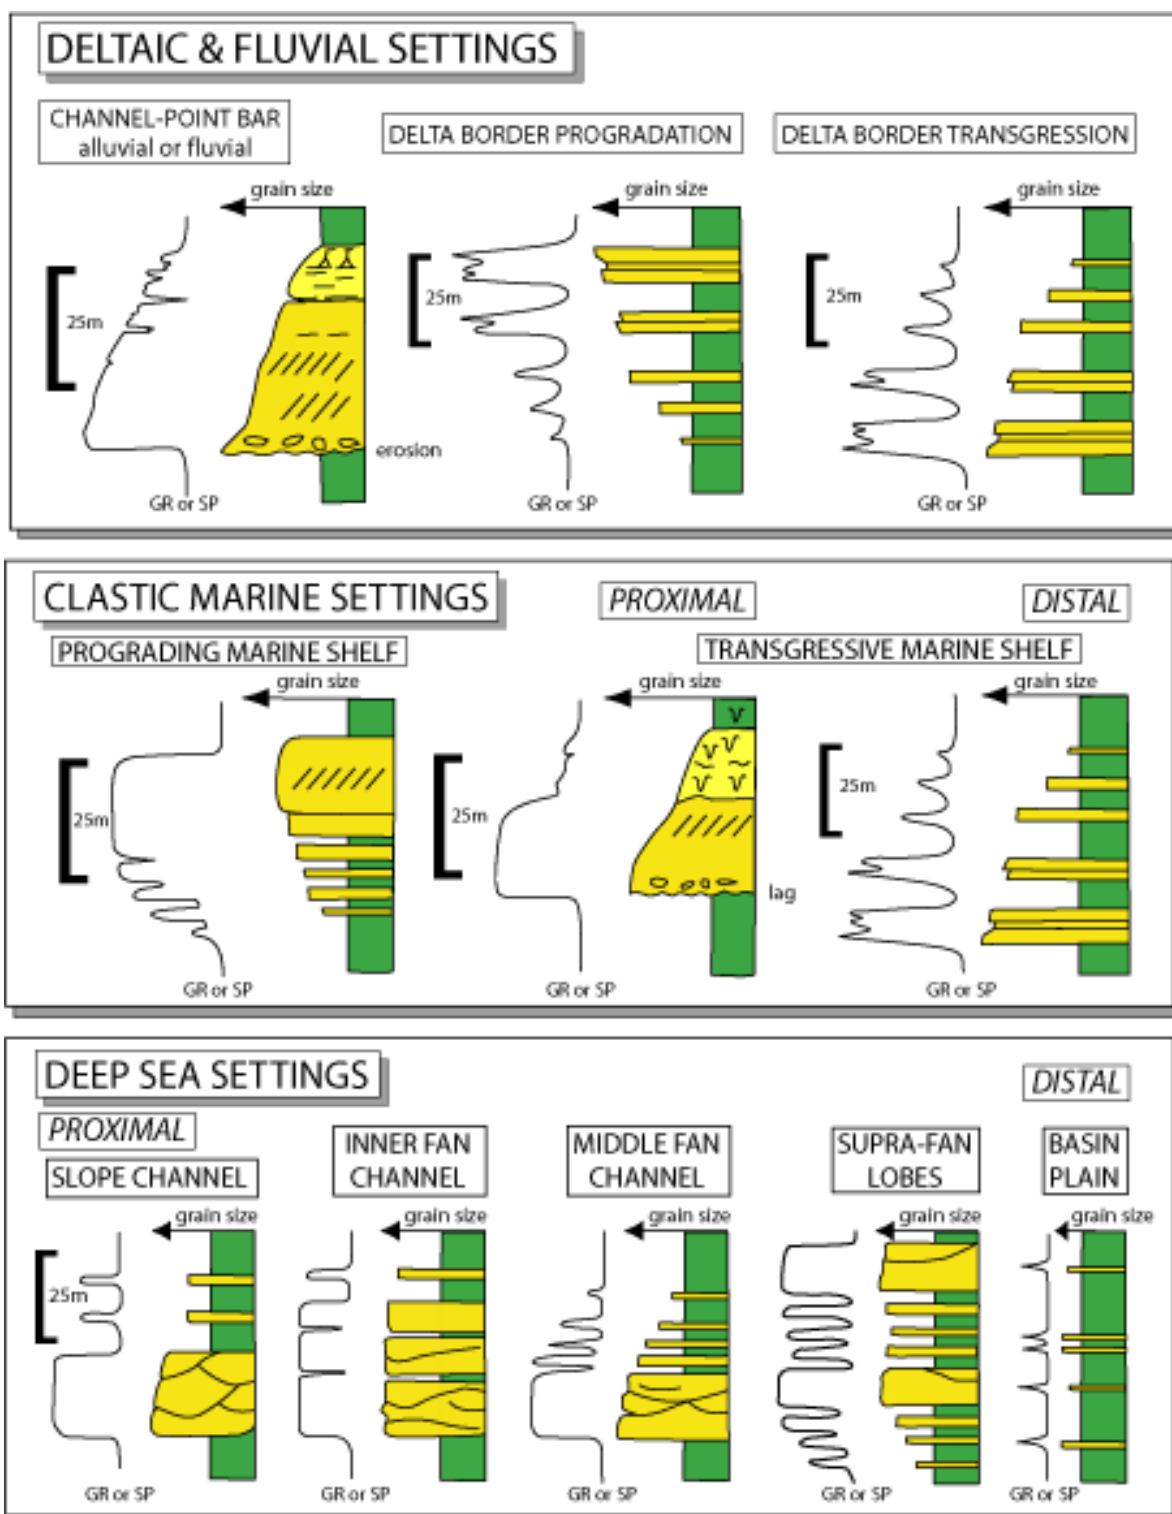 DELTAIC & FLUVIAL SETTINGS
CHANNEL-POINT BAR
alluvial or fluvial
DELTA BORDER PROGRADATION
DELTA BORDER TRANSGRESSION
grain size
grain size
grain size
25m
25m
25m
erosion
GR or SP
GR or SP
GR or SP
CLASTIC MARINE SETTINGS
PROXIMAL
DISTAL
PROGRADING MARINE SHELF
TRANSGRESSIVE MARINE SHELF
grain size
grain size
grain size
25m
25m
25m
lag
GR or SP
GR or SP
GR or SP
DEEP SEA SETTINGS
PROXIMAL
DISTAL
SLOPE CHANNEL
INNER FAN
CHANNEL
MIDDLE FAN
CHANNEL
SUPRA-FAN
LOBES
BASIN
PLAIN
grain size
grain size
grain size
grain size
grain size
25m
GR or SP
GR or SP
GR or SP
GR or SP
GR or SP